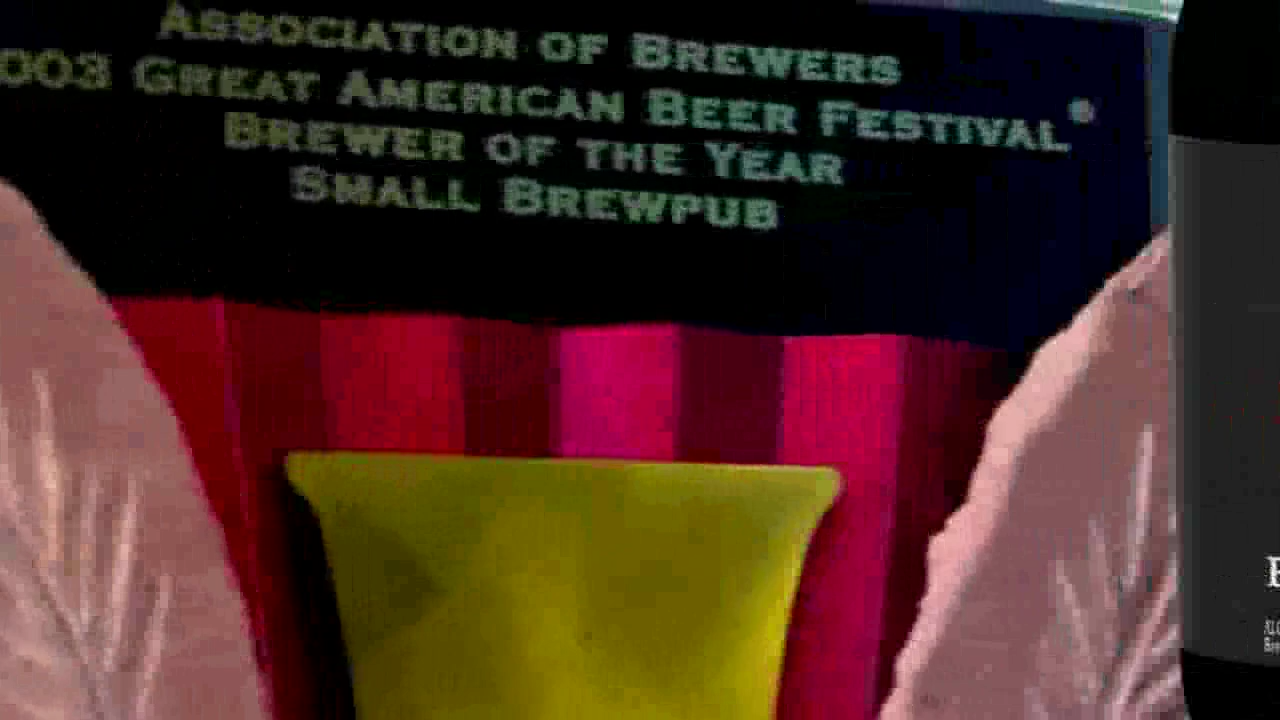 Association of Brewers
003 Great American Beer Festival®
Brewer of the Year
Small Brewpub